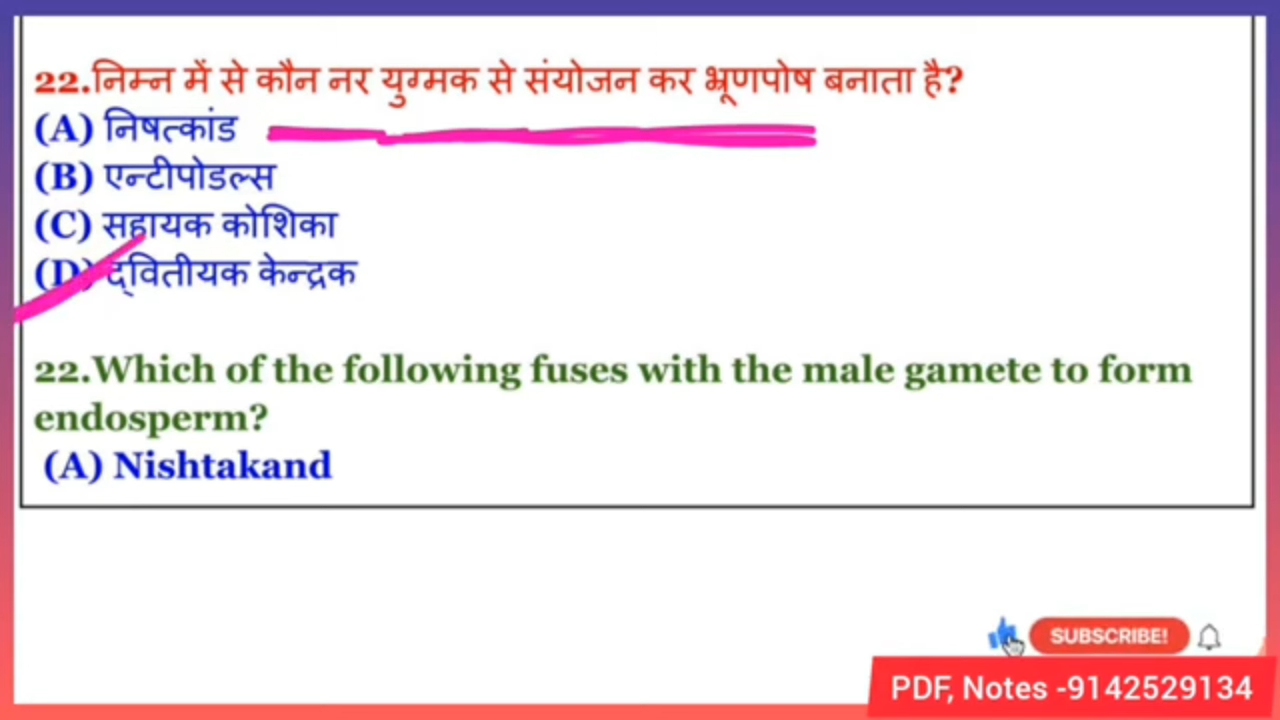 22.निम्न में से कौन नर युग्मक से संयोजन कर भ्रूणपोष बनाता है?
(A) निषत्कांड
(B) एन्टीपोडल्स
(C) सहायक कोशिका
(D) द्वितीयक केन्द्रक
22.Which of the following fuses with the male gamete to form
endosperm?
(A) Nishtakand
SUBSCRIBE!
PDF, Notes -9142529134